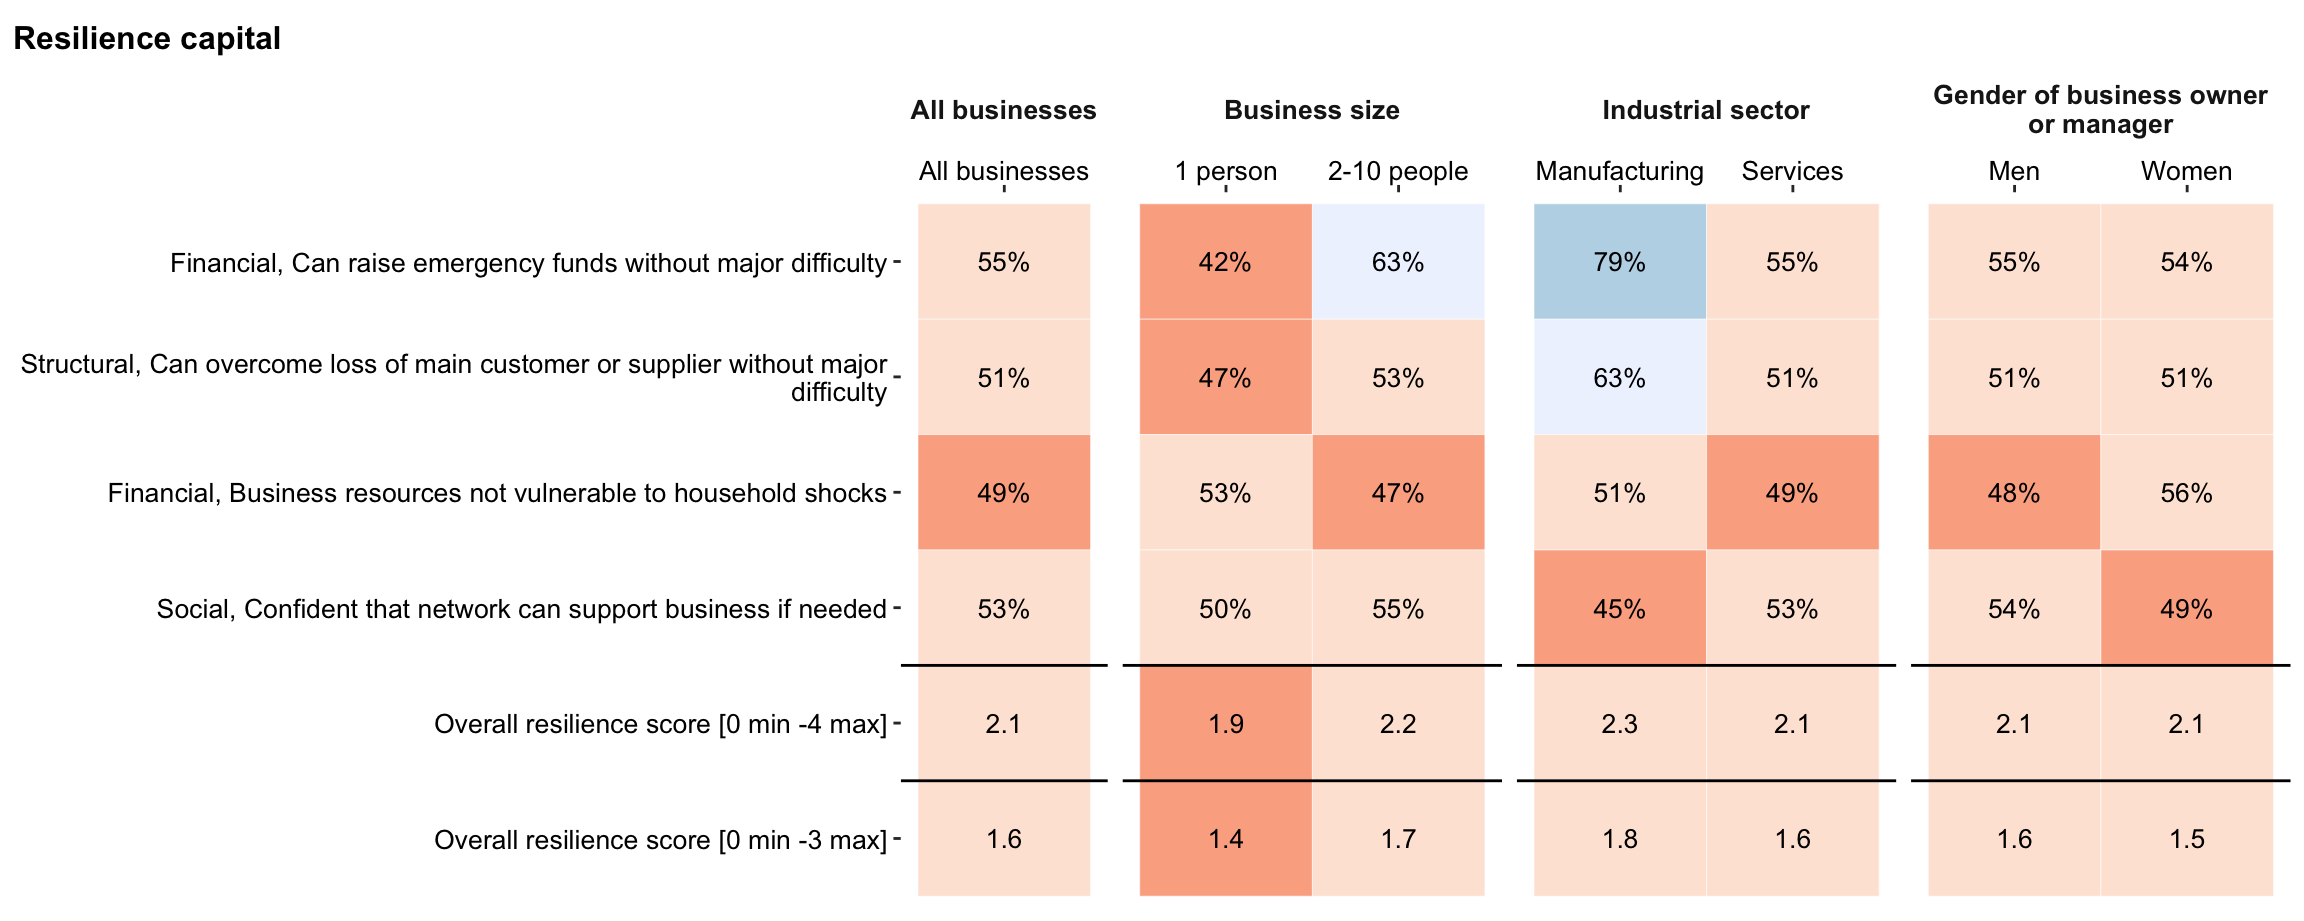 Resilience capital
All businesses Business size Industrial sector Gender of business owner
or manager
All businesses 1 person 2-10 people Manufacturing Services Men Women
Financial, Can raise emergency funds without major difficulty 55% 42% 63% 79% 55% 55% 54%
Structural, Can overcome loss of main customer or supplier without major
difficulty 51% 47% 53% 63% 51% 51% 51%
Financial, Business resources not vulnerable to household shocks 49% 53% 47% 51% 49% 48% 56%
Social, Confident that network can support business if needed 53% 50% 55% 45% 53% 54% 49%
Overall resilience score [0 min -4 max] 2.1 1.9 2.2 2.3 2.1 2.1 2.1
Overall resilience score [0 min -3 max] 1.6 1.4 1.7 1.8 1.6 1.6 1.5